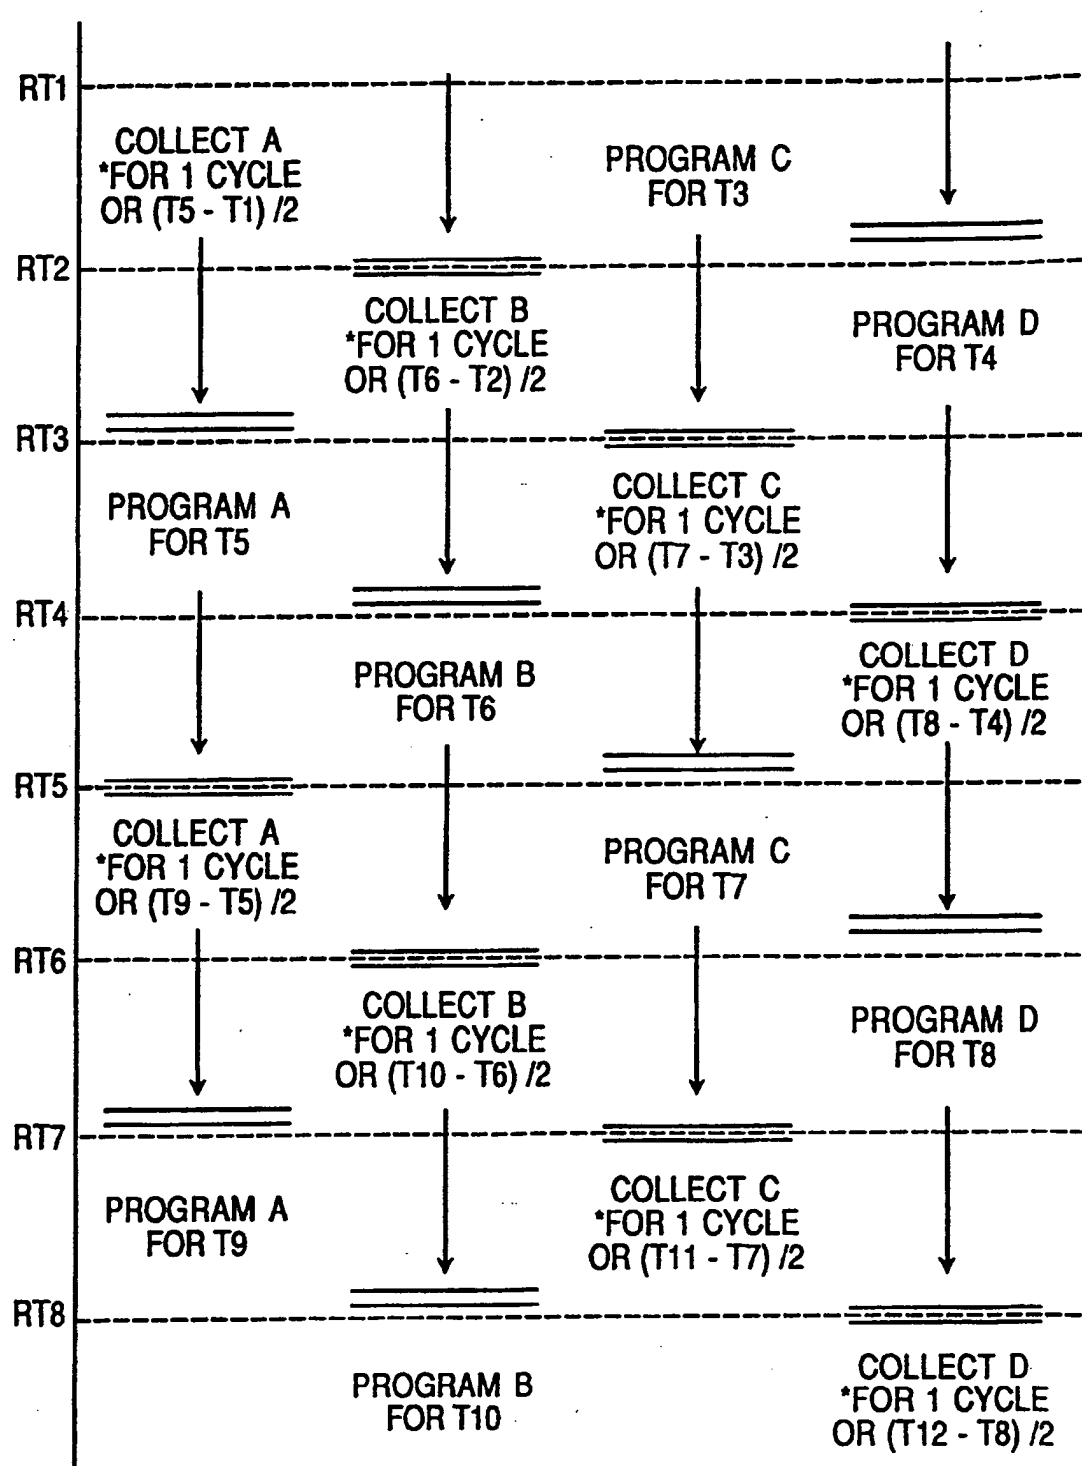 RT1
COLLECT A
*FOR 1 CYCLE
OR (T5 - T1) /2
PROGRAM C
FOR T3
RT2
COLLECT B
*FOR 1 CYCLE
OR (T6 - T2) /2
PROGRAM D
FOR T4
RT3
PROGRAM A
FOR T5
COLLECT C
*FOR 1 CYCLE
OR (T7 - T3) /2
RT4
PROGRAM B
FOR T6
COLLECT D
*FOR 1 CYCLE
OR (T8 - T4) /2
RT5
COLLECT A
*FOR 1 CYCLE
OR (T9 - T5) /2
PROGRAM C
FOR T7
RT6
COLLECT B
*FOR 1 CYCLE
OR (T10 - T6) /2
PROGRAM D
FOR T8
RT7
PROGRAM A
FOR T9
COLLECT C
*FOR 1 CYCLE
OR (T11 - T7) /2
RT8
PROGRAM B
FOR T10
COLLECT D
*FOR 1 CYCLE
OR (T12 - T8) /2